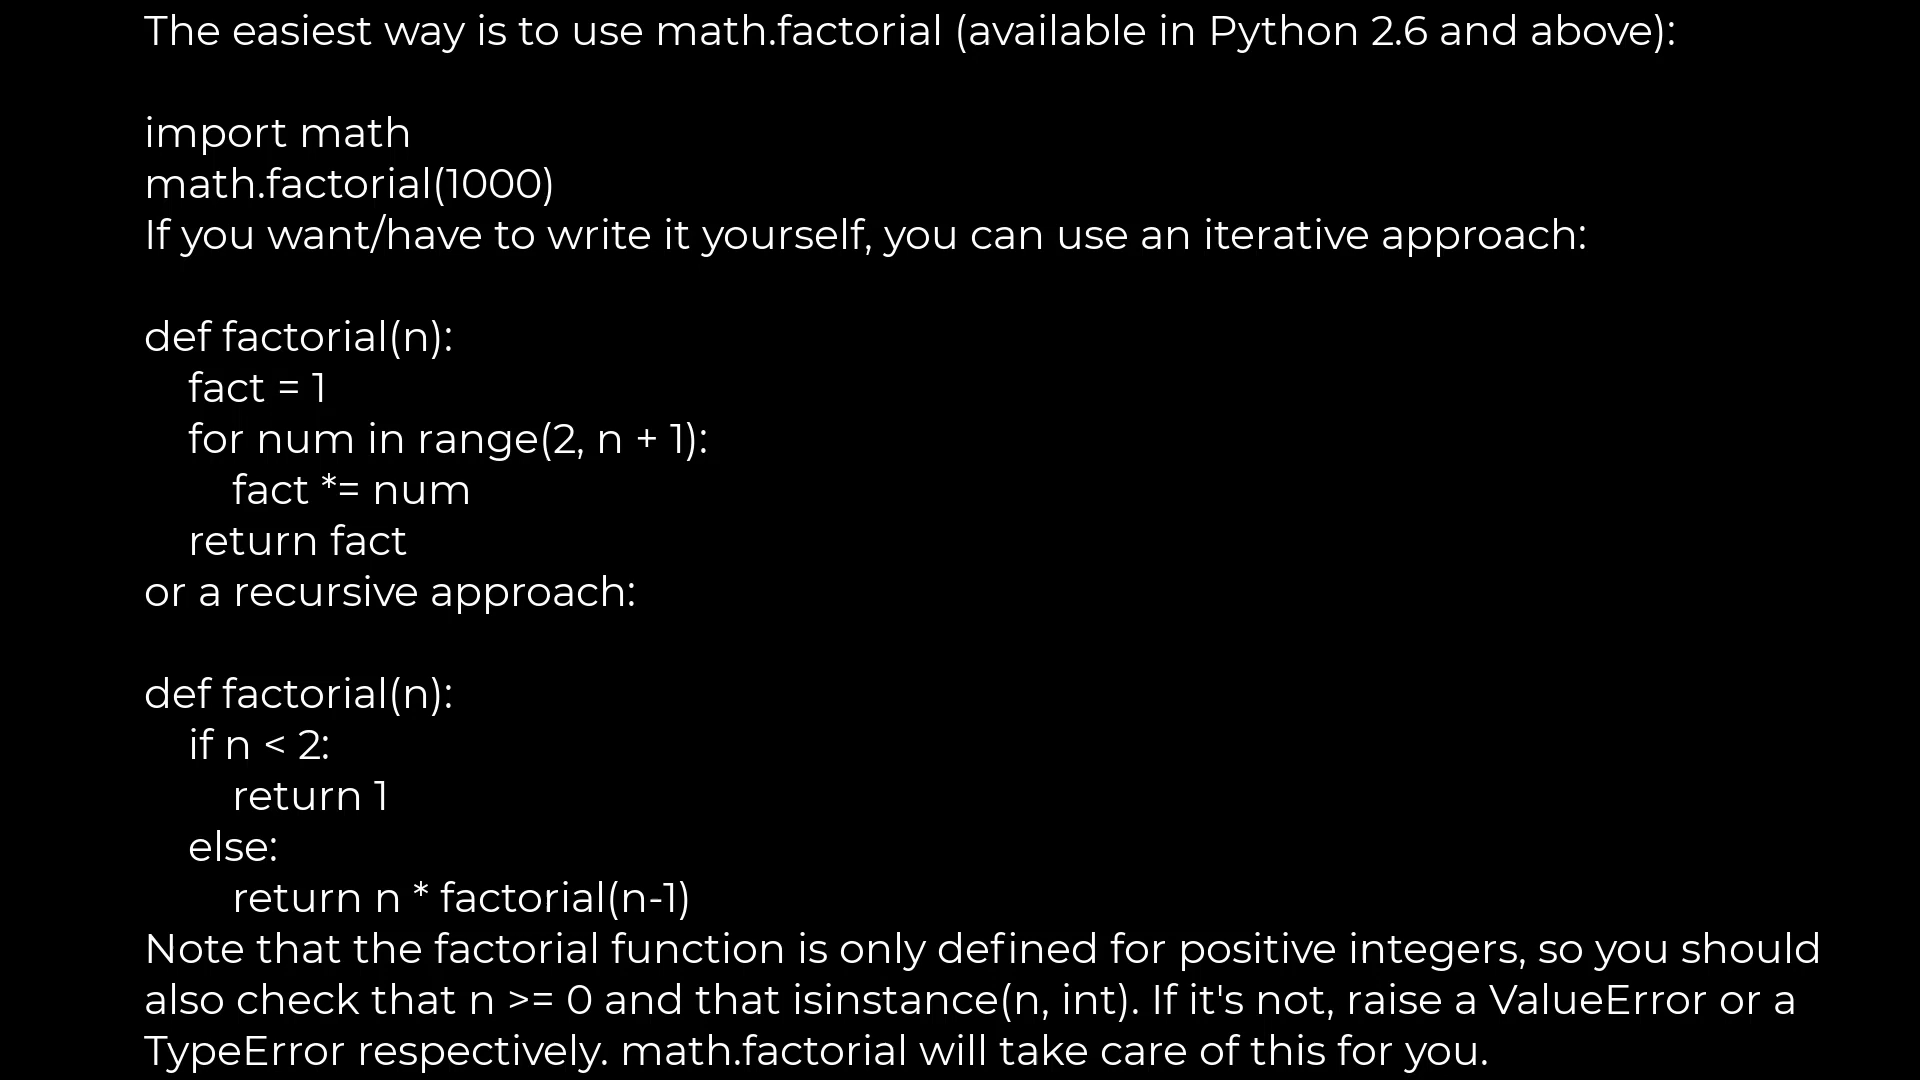 The easiest way is to use math.factorial (available in Python 2.6 and above):
import math
math.factorial(1000)
If you want/have to write it yourself, you can use an iterative approach:
def factorial(n):
    fact = 1
    for num in range(2, n + 1):
        fact *= num
    return fact
or a recursive approach:
def factorial(n):
    if n < 2:
        return 1
    else:
        return n * factorial(n-1)
Note that the factorial function is only defined for positive integers, so you should
also check that n >= 0 and that isinstance(n, int). If it's not, raise a ValueError or a
TypeError respectively. math.factorial will take care of this for you.